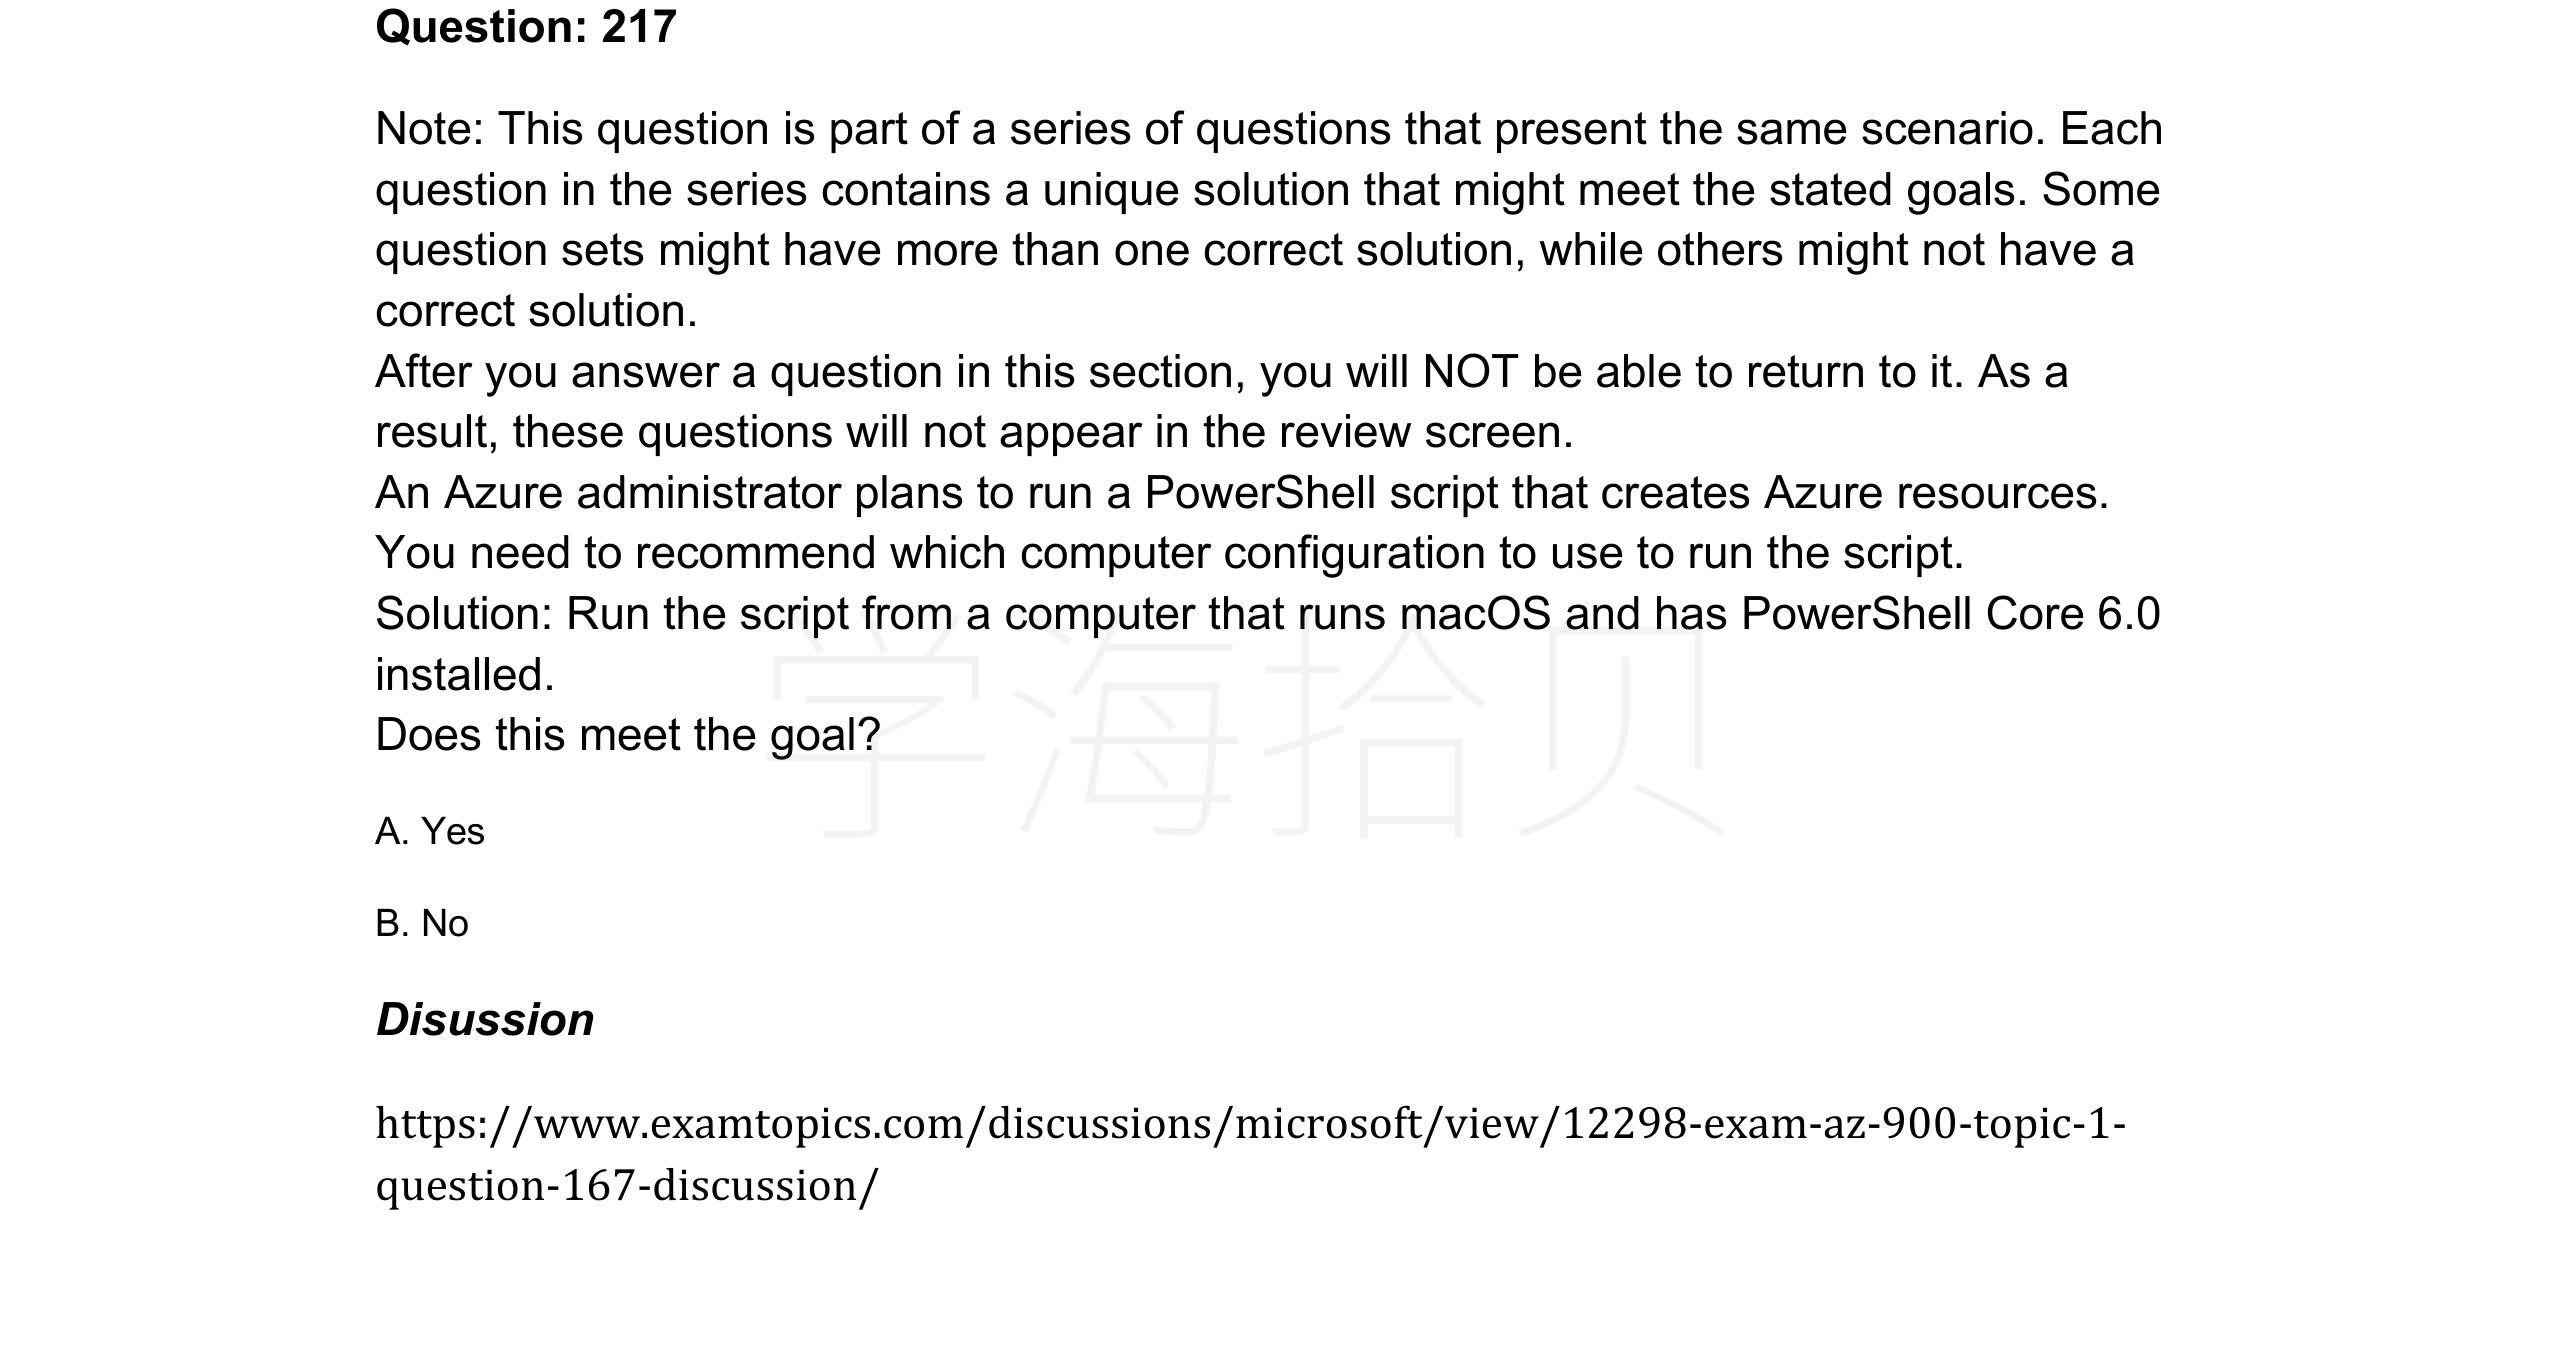 Question: 217
Note: This question is part of a series of questions that present the same scenario. Each
question in the series contains a unique solution that might meet the stated goals. Some
question sets might have more than one correct solution, while others might not have a
correct solution.
After you answer a question in this section, you will NOT be able to return to it. As a
result, these questions will not appear in the review screen.
An Azure administrator plans to run a PowerShell script that creates Azure resources.
You need to recommend which computer configuration to use to run the script.
Solution: Run the script from a computer that runs macOS and has PowerShell Core 6.0
installed.
Does this meet the goal?
学海拾贝
A. Yes
B. No
Disussion
https://www.examtopics.com/discussions/microsoft/view/12298-exam-az-900-topic-1-
question-167-discussion/